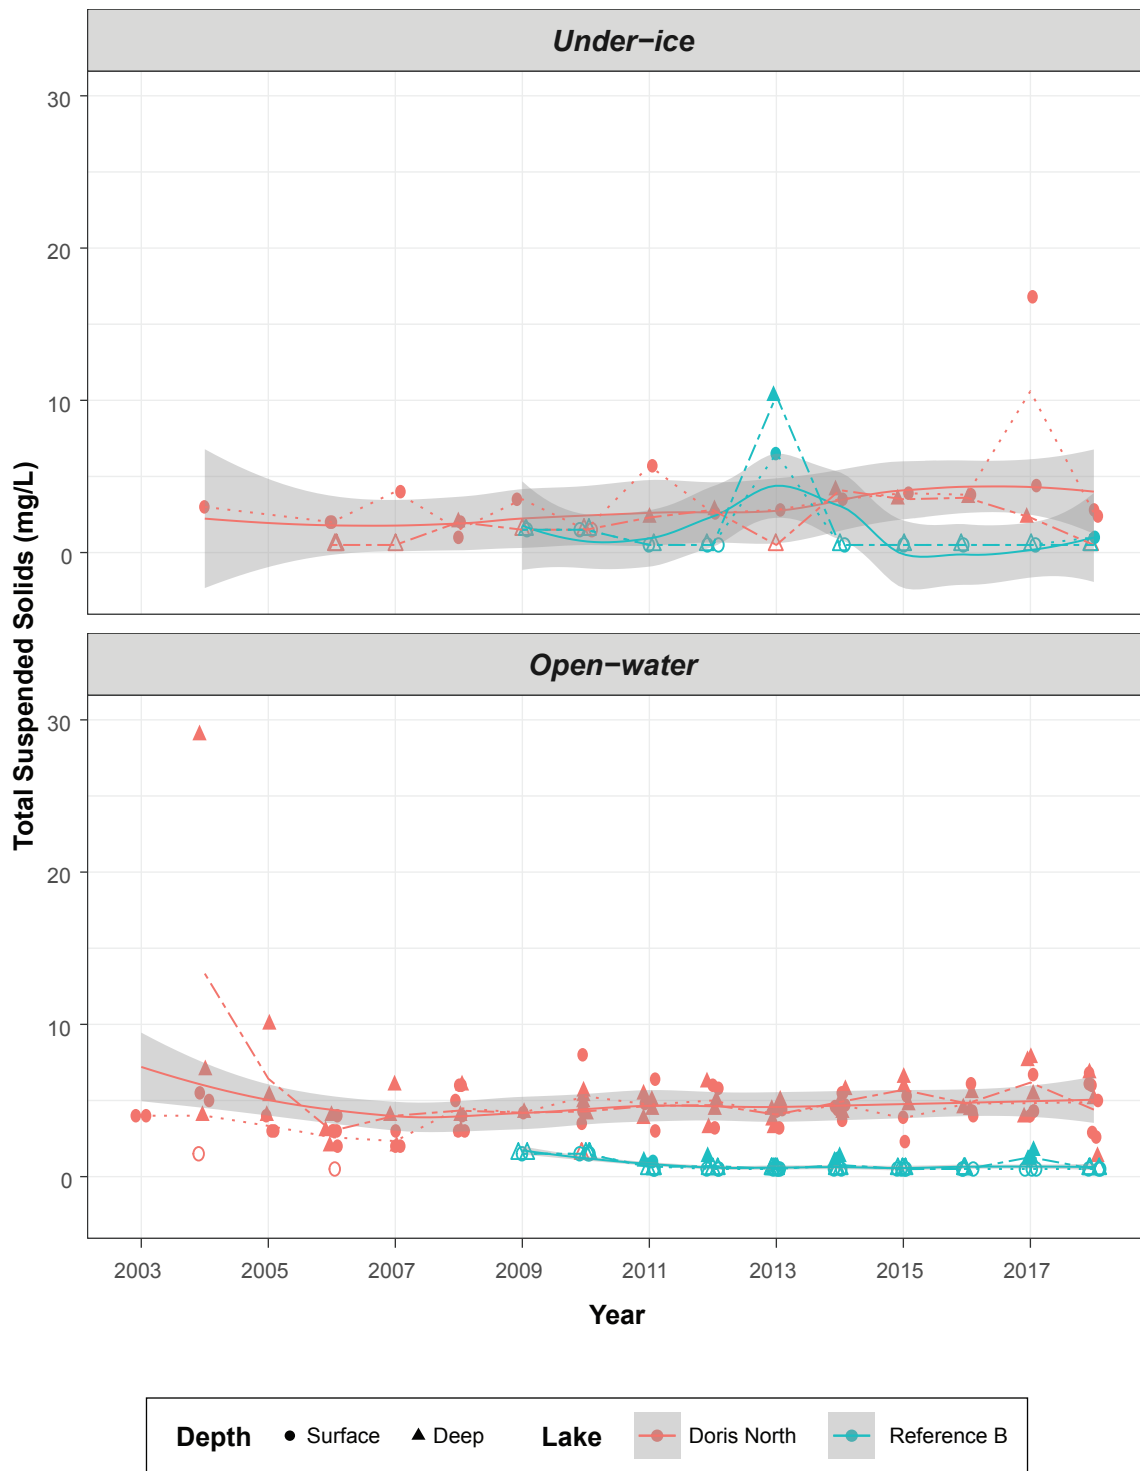 Under−ice
30
20
10
0
Total Suspended Solids (mg/L)
Open−water
30
20
10
0
2003 2005 2007 2009 2011 2013 2015 2017
Year
Depth Surface Deep Lake Doris North Reference B